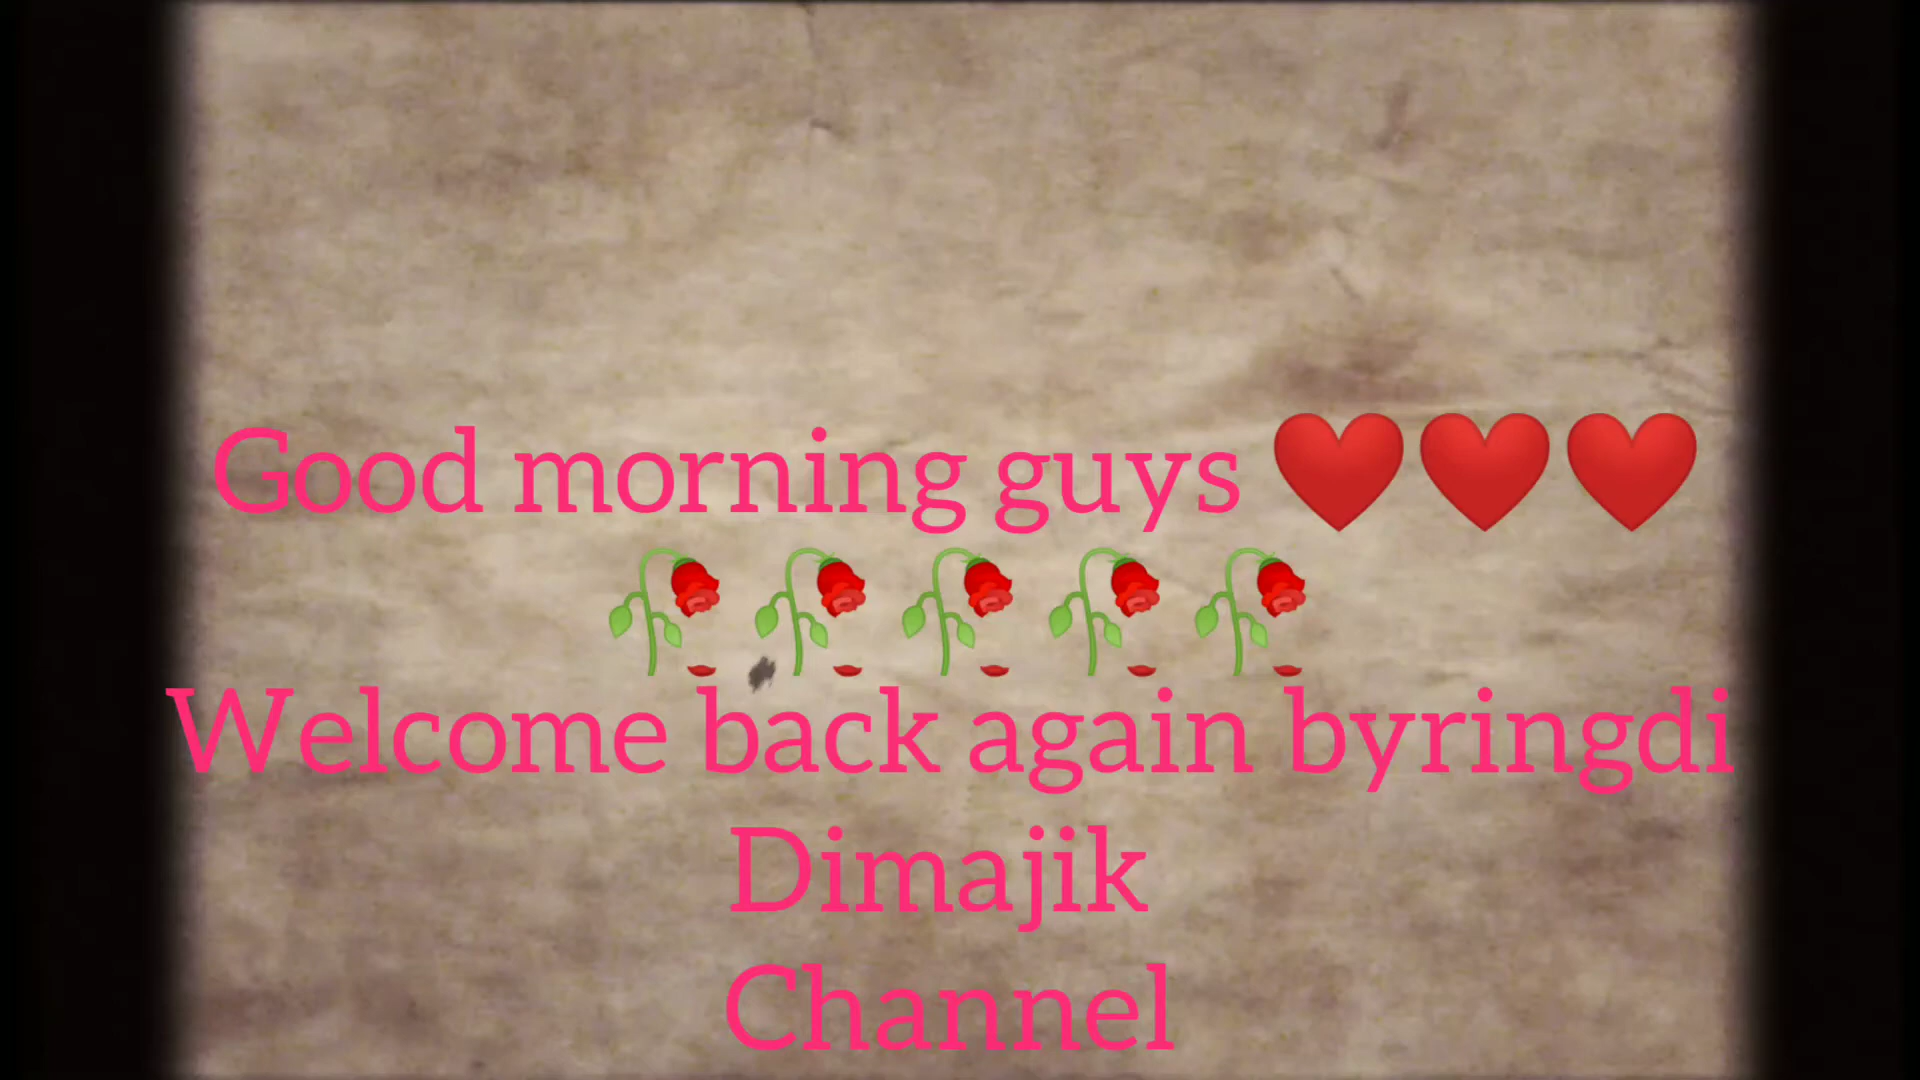 Good morning guys ❤️❤️❤️
🥀🥀🥀🥀🥀
Welcome back again byringdi
Dimajik
Channel